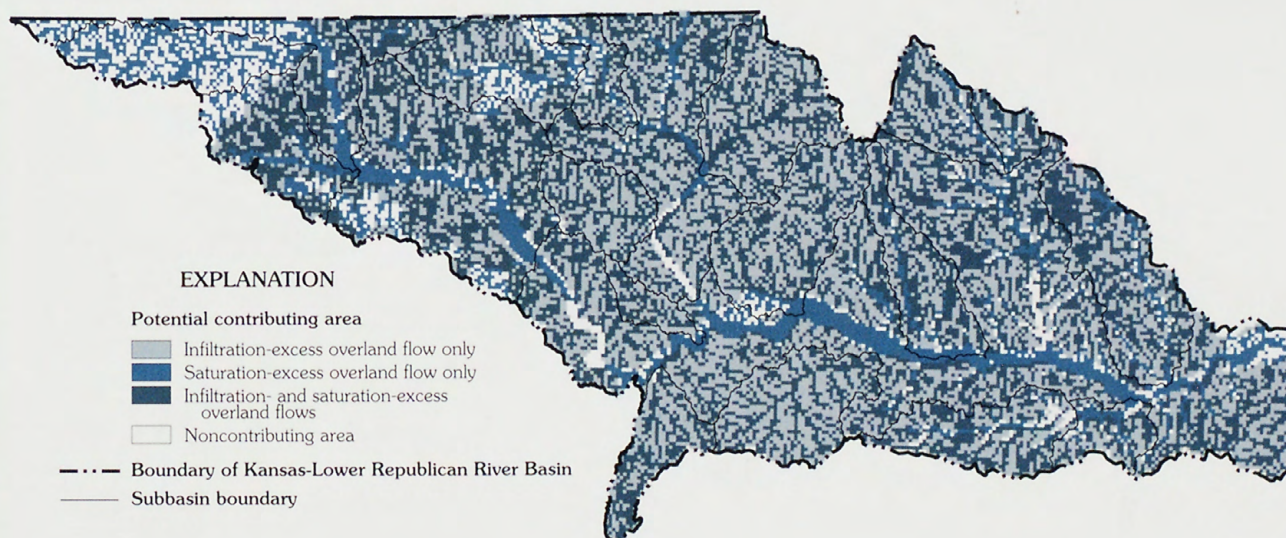 EXPLANATION
Potential contributing area
Infiltration-excess overland flow only
Saturation-excess overland flow only
Infiltration- and saturation-excess
overland flows
Noncontributing area
Boundary of Kansas-Lower Republican River Basin
Subbasin boundary